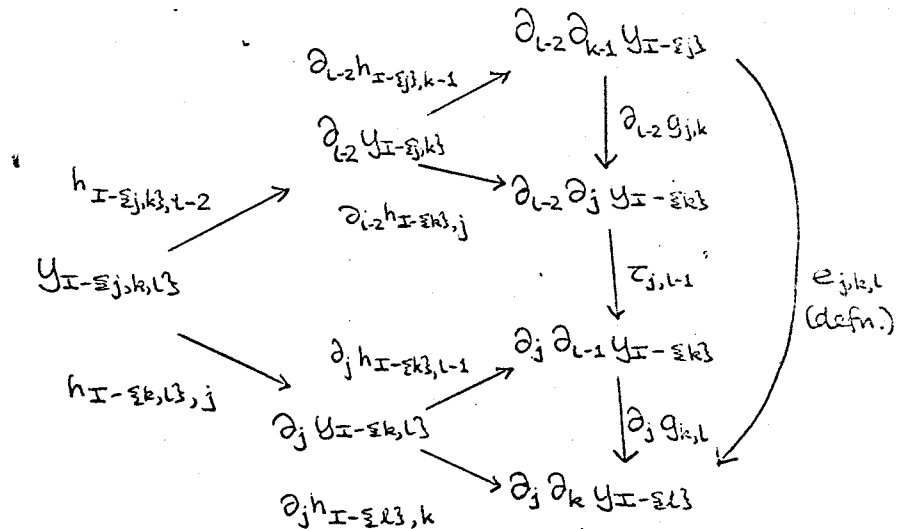 ∂_{l-2} ∂_{k-1} y_{I-{j}}
∂_{l-2} h_{I-{j},k-1}
∂_{l-2} g_{j,k}
∂_{l-2} y_{I-{j,k}}
h_{I-{j,k},l-2}
∂_{l-2} ∂_j y_{I-{k}}
∂_{l-2} h_{I-{k},j}
τ_{j,l-1}
y_{I-{j,k,l}}
e_{j,k,l}
(defn.)
∂_j h_{I-{k},l-1}
∂_j ∂_{l-1} y_{I-{k}}
h_{I-{k,l},j}
∂_j g_{k,l}
∂_j y_{I-{k,l}}
∂_j ∂_k y_{I-{l}}
∂_j h_{I-{l},k}